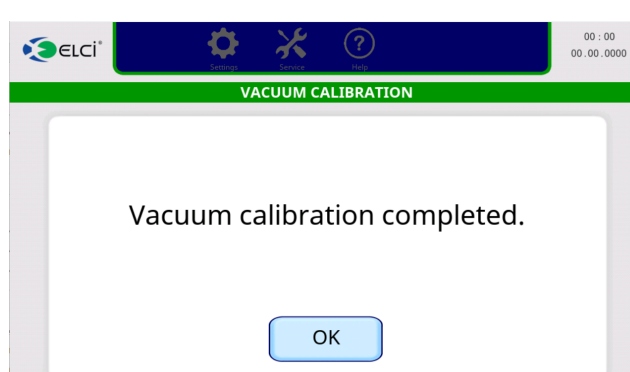 ELCi®
Settings
Service
Help
00 : 00
00.00.0000
VACUUM CALIBRATION
Vacuum calibration completed.
OK